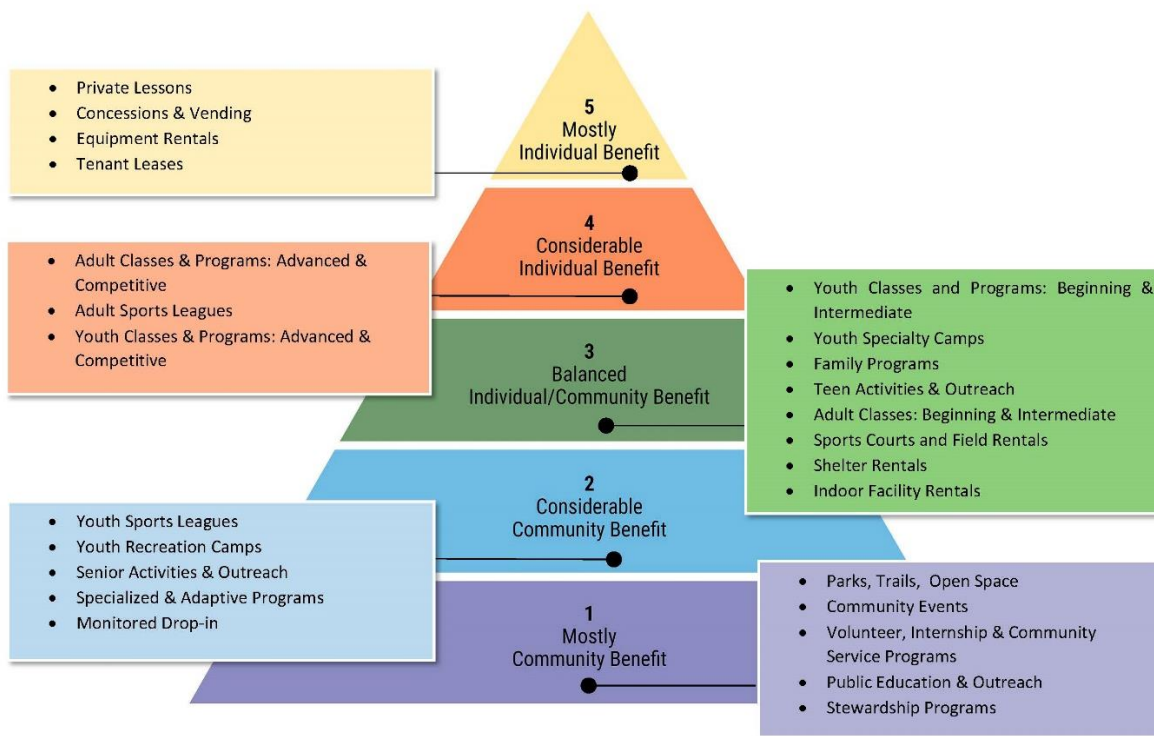 5
Mostly
Individual Benefit
• Private Lessons
• Concessions & Vending
• Equipment Rentals
• Tenant Leases
4
Considerable
Individual Benefit
• Adult Classes & Programs: Advanced &
Competitive
• Adult Sports Leagues
• Youth Classes & Programs: Advanced &
Competitive
3
Balanced
Individual/Community Benefit
• Youth Classes and Programs: Beginning &
Intermediate
• Youth Specialty Camps
• Family Programs
• Teen Activities & Outreach
• Adult Classes: Beginning & Intermediate
• Sports Courts and Field Rentals
• Shelter Rentals
• Indoor Facility Rentals
2
Considerable
Community Benefit
• Youth Sports Leagues
• Youth Recreation Camps
• Senior Activities & Outreach
• Specialized & Adaptive Programs
• Monitored Drop-in
1
Mostly
Community Benefit
• Parks, Trails, Open Space
• Community Events
• Volunteer, Internship & Community
Service Programs
• Public Education & Outreach
• Stewardship Programs